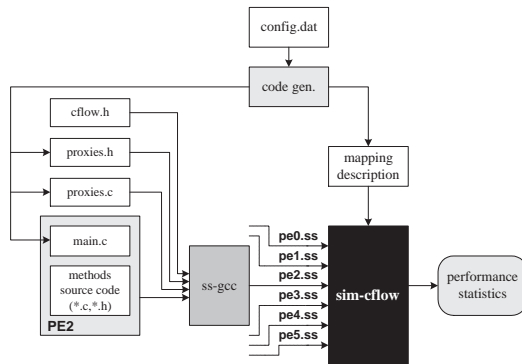 config.dat
code gen.
cflow.h
proxies.h
proxies.c
mapping
description
main.c
methods
source code
(*.c,*.h)
PE2
ss-gcc
pe0.ss
pe1.ss
pe2.ss
pe3.ss
pe4.ss
pe5.ss
sim-cflow
performance
statistics